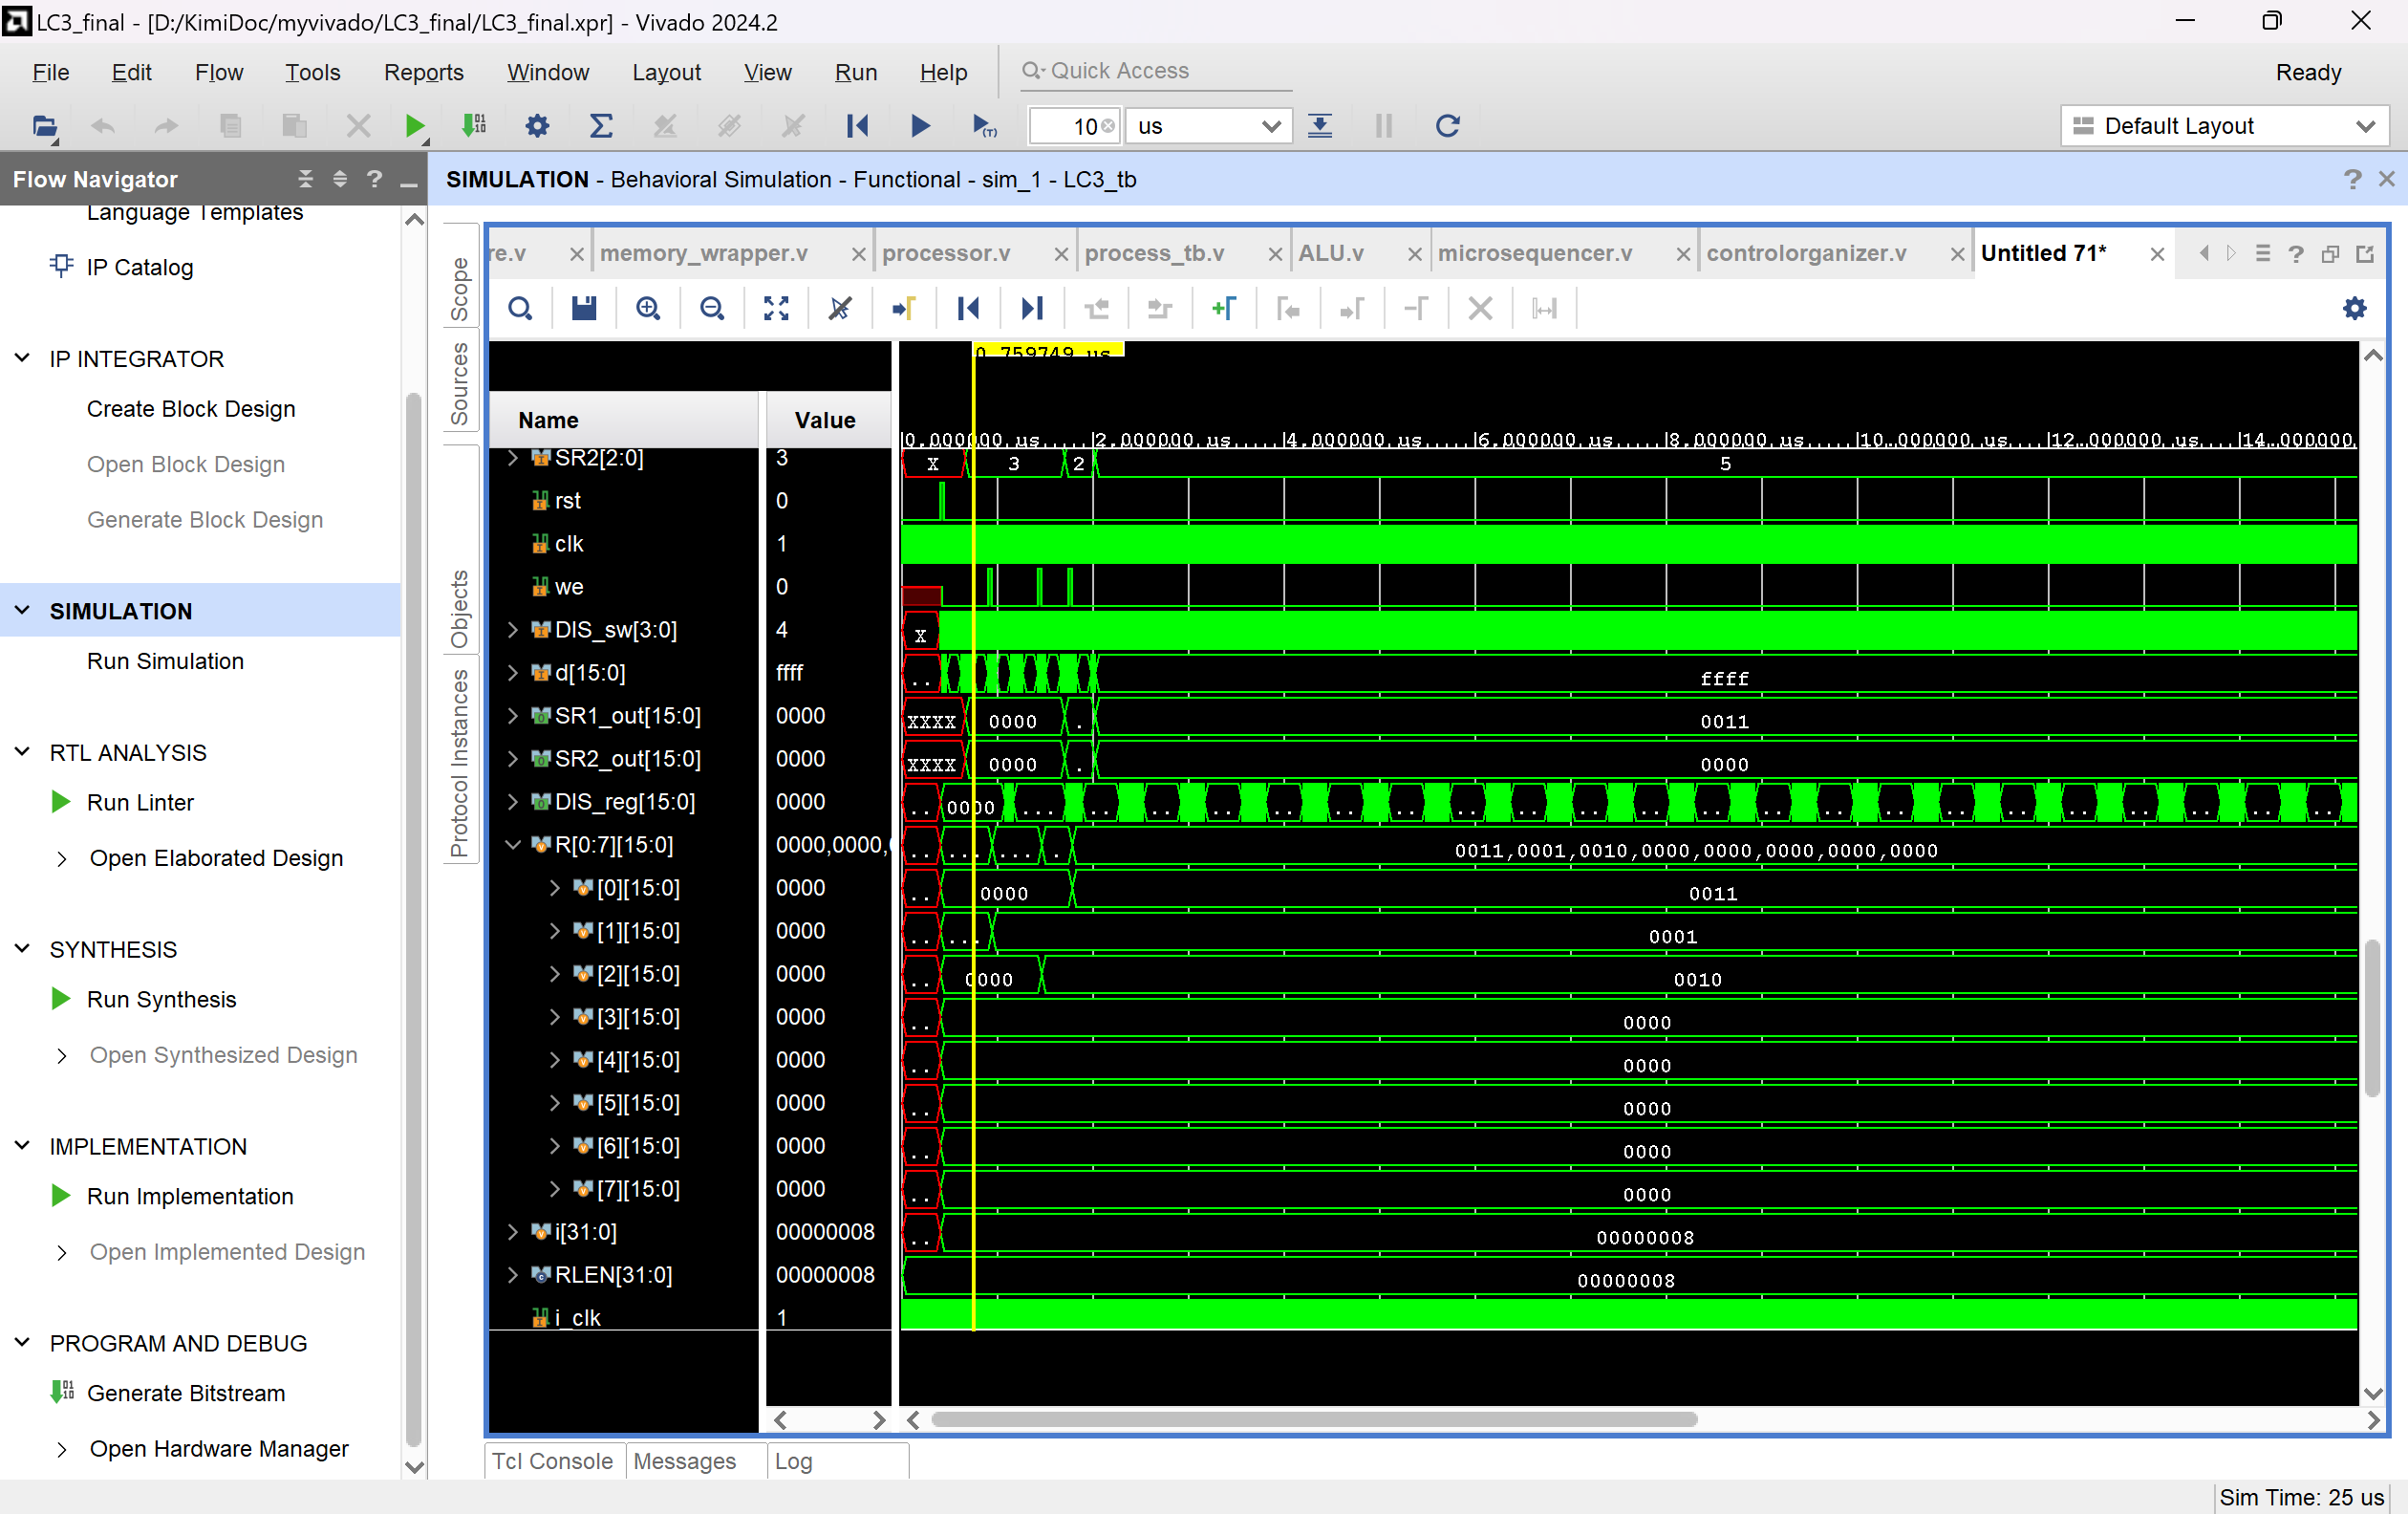 LC3_final - [D:/KimiDoc/myvivado/LC3_final/LC3_final.xpr] - Vivado 2024.2
File Edit Flow Tools Reports Window Layout View Run Help Quick Access Ready
10 us Default Layout
Flow Navigator
SIMULATION - Behavioral Simulation - Functional - sim_1 - LC3_tb
Language Templates
IP Catalog
IP INTEGRATOR
Create Block Design
Open Block Design
Generate Block Design
SIMULATION
Run Simulation
RTL ANALYSIS
Run Linter
Open Elaborated Design
SYNTHESIS
Run Synthesis
Open Synthesized Design
IMPLEMENTATION
Run Implementation
Open Implemented Design
PROGRAM AND DEBUG
Generate Bitstream
Open Hardware Manager
Scope
Sources
Objects
Protocol Instances
re.v memory_wrapper.v processor.v process_tb.v ALU.v microsequencer.v controlorganizer.v Untitled 71*
0.759749 us
Name Value
0.000000 us 2.000000 us 4.000000 us 6.000000 us 8.000000 us 10.000000 us 12.000000 us 14.000000
SR2[2:0] 3 X 3 2 5
rst 0
clk 1
we 0
DIS_sw[3:0] 4 X
d[15:0] ffff .. ffff
SR1_out[15:0] 0000 XXXX 0000 . 0011
SR2_out[15:0] 0000 XXXX 0000 . 0000
DIS_reg[15:0] 0000 .. 0000 ... .. .. .. .. .. .. .. .. .. .. .. .. .. .. .. .. .. .. ..
R[0:7][15:0] 0000,0000, .. ... ... . 0011,0001,0010,0000,0000,0000,0000,0000
[0][15:0] 0000 .. 0000 0011
[1][15:0] 0000 .. ... 0001
[2][15:0] 0000 .. 0000 0010
[3][15:0] 0000 .. 0000
[4][15:0] 0000 .. 0000
[5][15:0] 0000 .. 0000
[6][15:0] 0000 .. 0000
[7][15:0] 0000 .. 0000
i[31:0] 00000008 .. 00000008
RLEN[31:0] 00000008 00000008
i_clk 1
Tcl Console Messages Log
Sim Time: 25 us